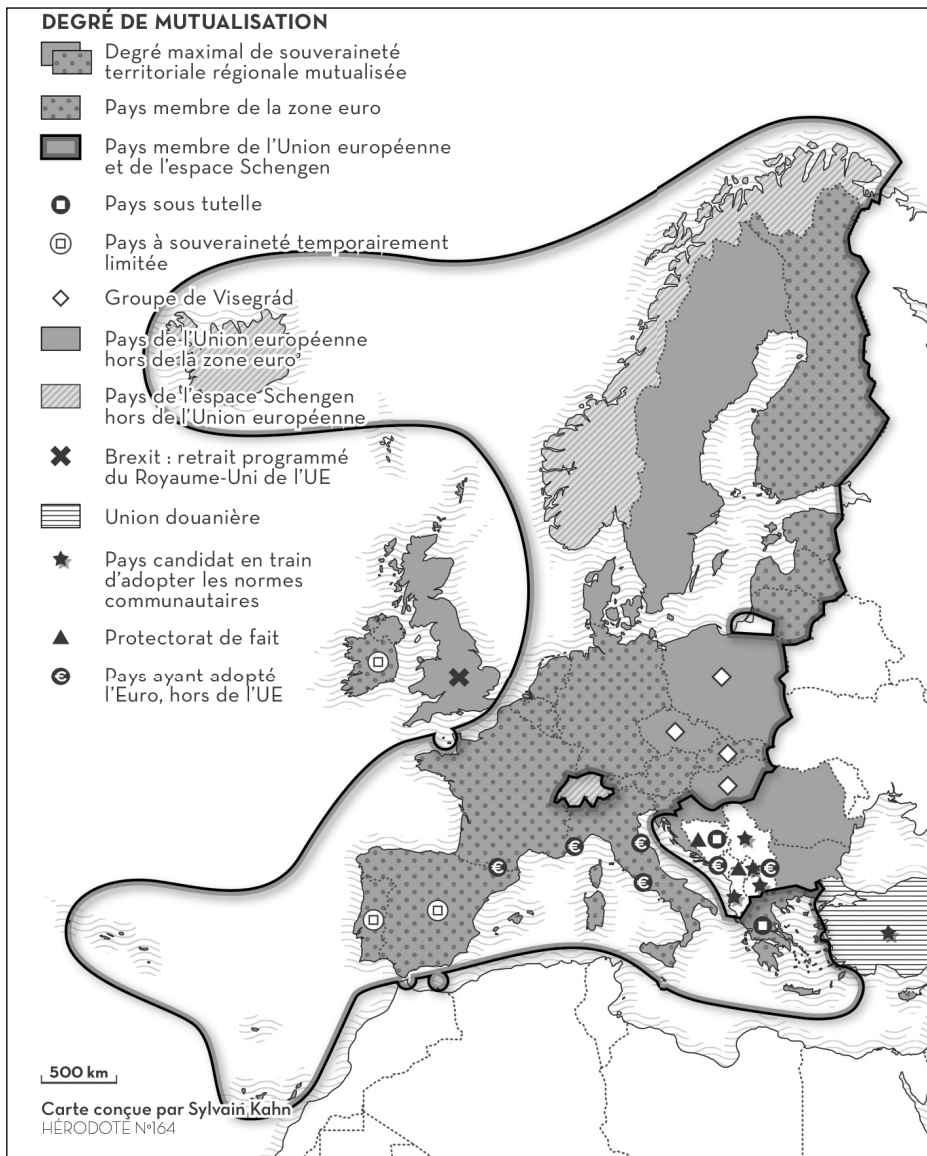 DEGRÉ DE MUTUALISATION
Degré maximal de souveraineté
territoriale régionale mutualisée
Pays membre de la zone euro
Pays membre de l'Union européenne
et de l'espace Schengen
Pays sous tutelle
Pays à souveraineté temporairement
limitée
Groupe de Visegrád
Pays de l'Union européenne
hors de la zone euro
Pays de l'espace Schengen
hors de l'Union européenne
Brexit : retrait programmé
du Royaume-Uni de l'UE
Union douanière
Pays candidat en train
d'adopter les normes
communautaires
Protectorat de fait
€ Pays ayant adopté
l'Euro, hors de l'UE
€
€
€
€
€
€
500 km
Carte conçue par Sylvain Kahn
HÉRODOTE Nº164